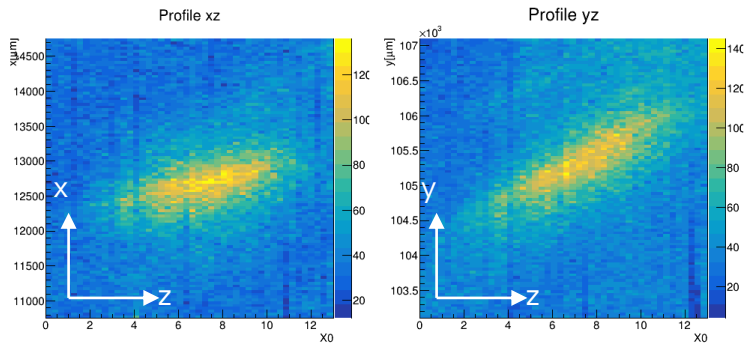 Profile xz
x[μm]
14500
14000
13500
13000
12500
12000
11500
11000
0 2 4 6 8 10 12
X0
120
100
80
60
40
20
x
z
Profile yz
×10³
y[μm]
107
106.5
106
105.5
105
104.5
104
103.5
0 2 4 6 8 10 12
X0
140
120
100
80
60
40
20
y
z